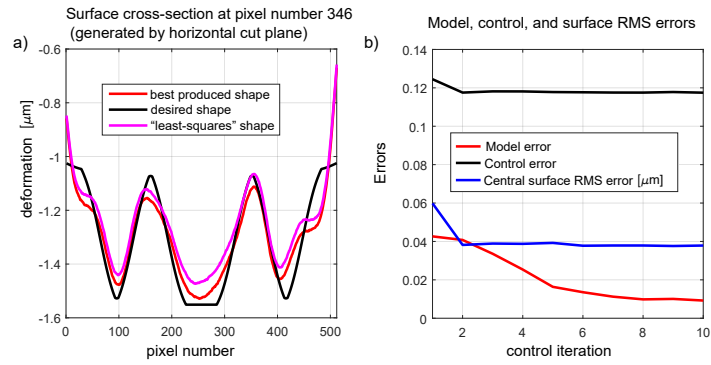 Surface cross-section at pixel number 346
(generated by horizontal cut plane)
a)
-0.6
-0.8
-1
-1.2
-1.4
-1.6
deformation [μm]
best produced shape
desired shape
“least-squares” shape
0 100 200 300 400 500
pixel number
Model, control, and surface RMS errors
b)
0.14
0.12
0.1
0.08
0.06
0.04
0.02
0
Errors
Model error
Control error
Central surface RMS error [μm]
2 4 6 8 10
control iteration